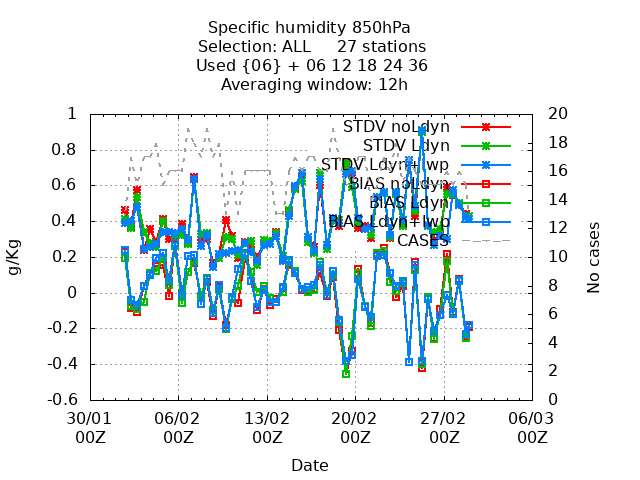 Specific humidity 850hPa
Selection: ALL 27 stations
Used {06} + 06 12 18 24 36
Averaging window: 12h
1
0.8
0.6
0.4
0.2
0
-0.2
-0.4
-0.6
g/Kg
20
18
16
14
12
10
8
6
4
2
0
No cases
STDV noLdyn
STDV Ldyn
STDV Ldyn+lwp
BIAS noLdyn
BIAS Ldyn
BIAS Ldyn+lwp
CASES
30/01 06/02 13/02 20/02 27/02 06/03
00Z 00Z 00Z 00Z 00Z 00Z
Date